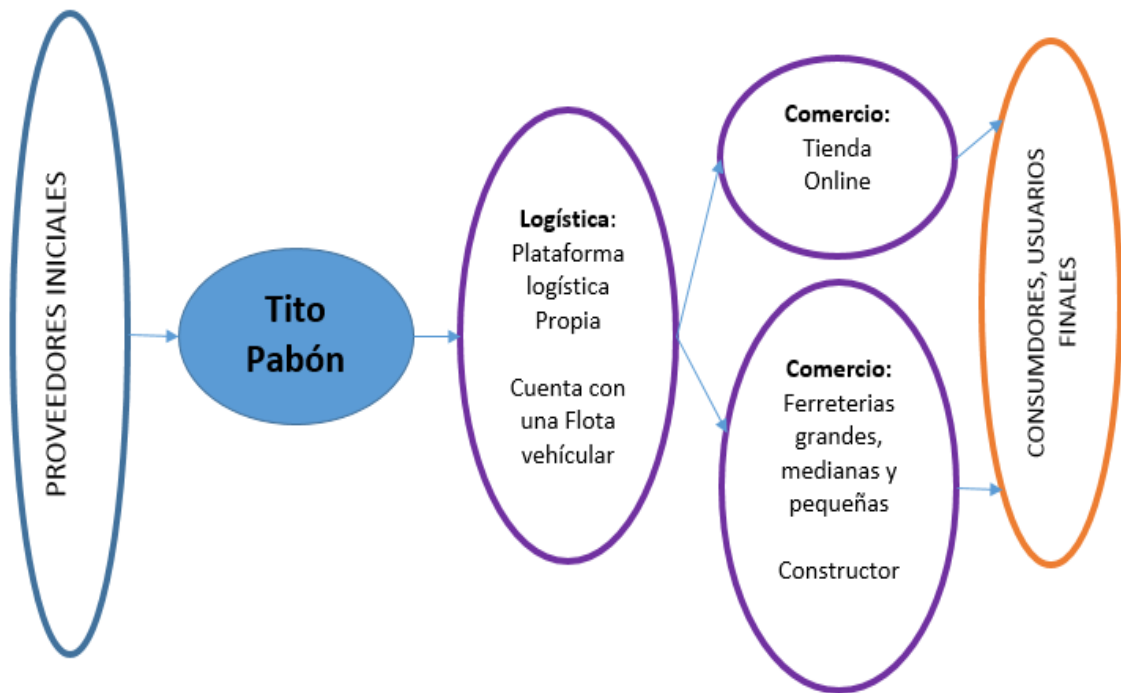 PROVEEDORES INICIALES
Tito
Pabón
Logística:
Plataforma
logística
Propia
Cuenta con
una Flota
vehícular
Comercio:
Tienda
Online
Comercio:
Ferreterias
grandes,
medianas y
pequeñas
Constructor
CONSUMDORES, USUARIOS
FINALES